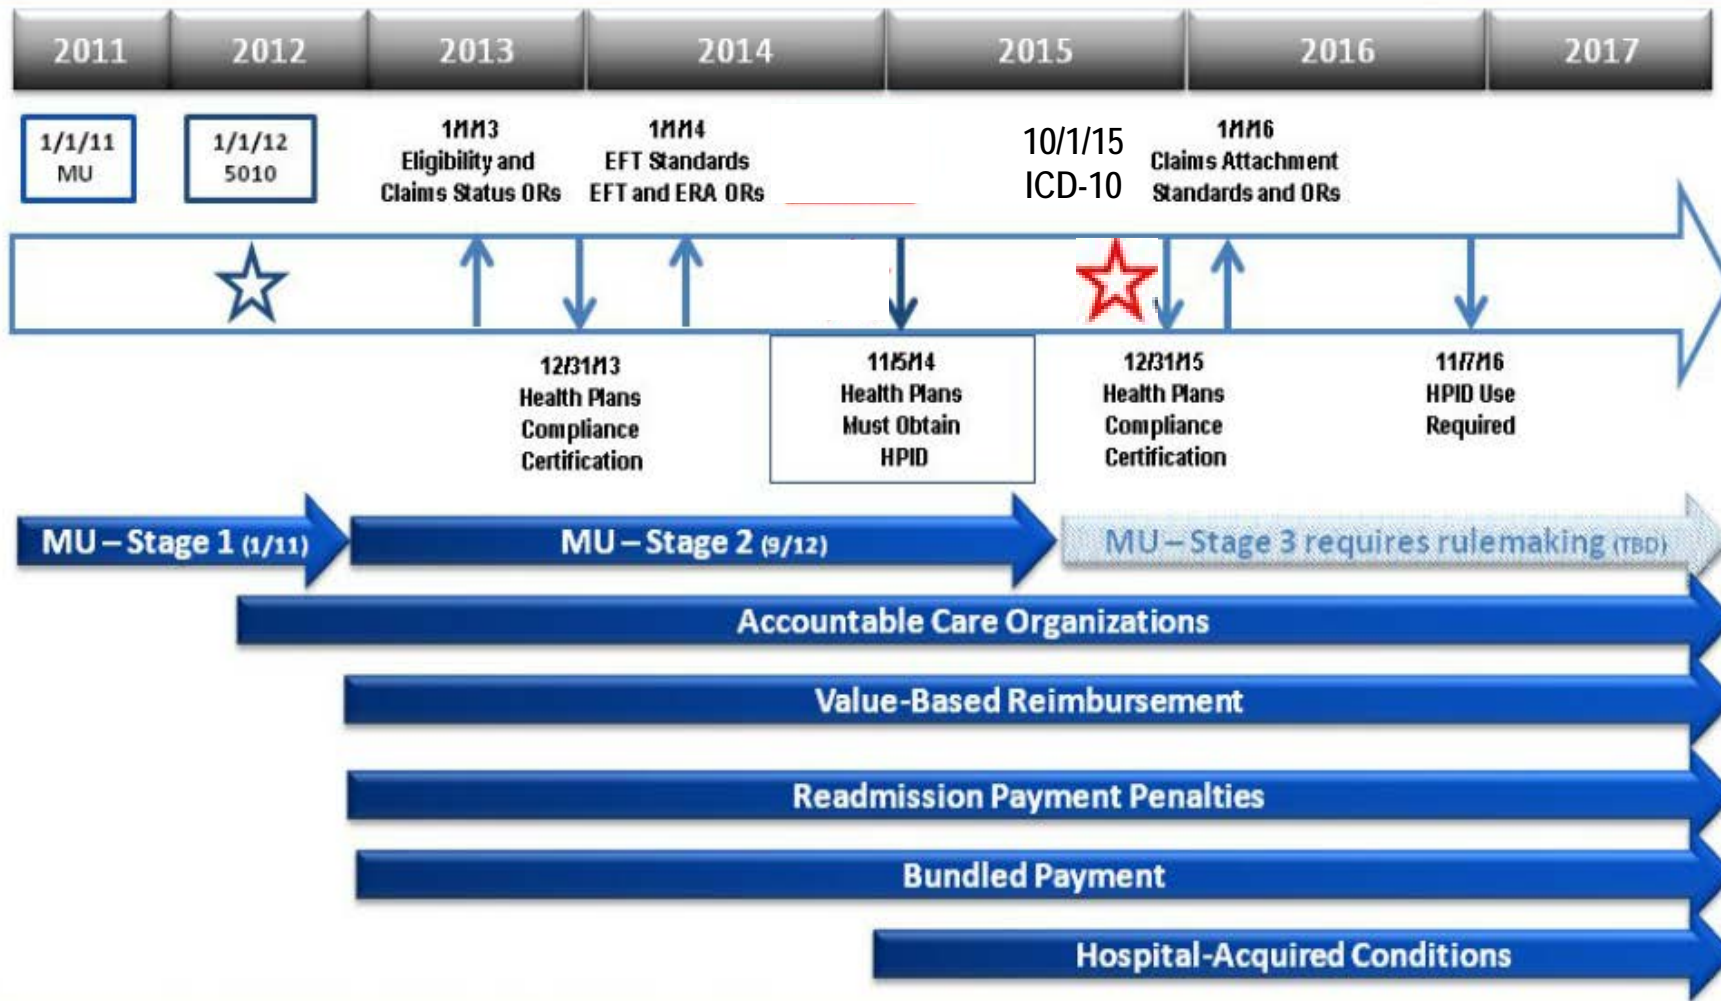 2011
2012
2013
2014
2015
2016
2017
1/1/11
MU
1/1/12
5010
1/1/13
Eligibility and
Claims Status ORs
1/1/14
EFT Standards
EFT and ERA ORs
10/1/15
ICD-10
1/1/16
Claims Attachment
Standards and ORs
12/31/13
Health Plans
Compliance
Certification
11/5/14
Health Plans
Must Obtain
HPID
12/31/15
Health Plans
Compliance
Certification
11/7/16
HPID Use
Required
MU – Stage 1 (1/11)
MU – Stage 2 (9/12)
MU – Stage 3 requires rulemaking (TBD)
Accountable Care Organizations
Value-Based Reimbursement
Readmission Payment Penalties
Bundled Payment
Hospital-Acquired Conditions